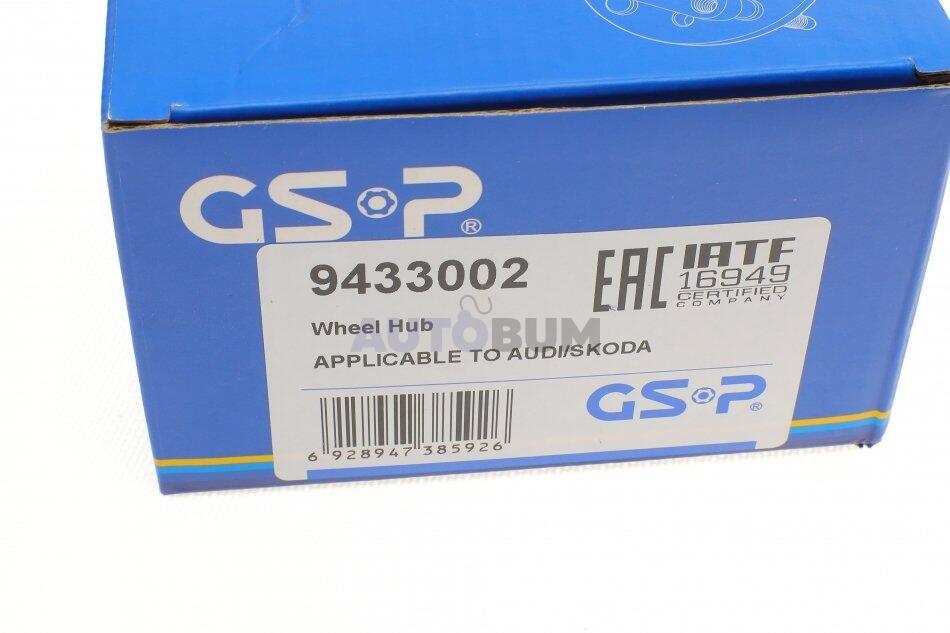 GSP®
9433002
EAC
IATF
16949
CERTIFIED
COMPANY
Wheel Hub
AUTOBUM
APPLICABLE TO AUDI/SKODA
GSP®
6 928947 385926